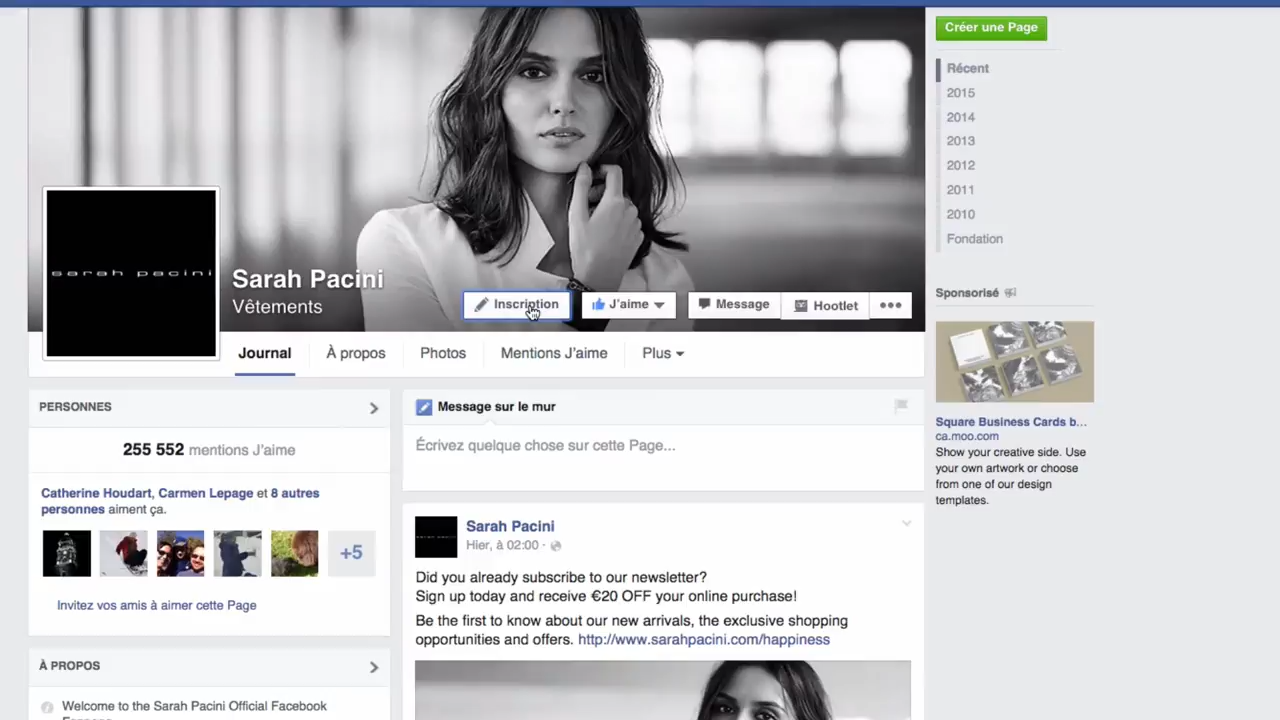 Créer une Page
Récent
2015
2014
2013
2012
2011
2010
Fondation
sarah pacini
Sarah Pacini
Vêtements
Inscription
J'aime
Message
Hootlet
Journal
À propos
Photos
Mentions J'aime
Plus
PERSONNES
255 552 mentions J'aime
Catherine Houdart, Carmen Lepage et 8 autres
personnes aiment ça.
+5
Invitez vos amis à aimer cette Page
À PROPOS
Welcome to the Sarah Pacini Official Facebook
Message sur le mur
Écrivez quelque chose sur cette Page...
Sarah Pacini
Hier, à 02:00 ·
Did you already subscribe to our newsletter?
Sign up today and receive €20 OFF your online purchase!
Be the first to know about our new arrivals, the exclusive shopping
opportunities and offers. http://www.sarahpacini.com/happiness
Sponsorisé
Square Business Cards b...
ca.moo.com
Show your creative side. Use
your own artwork or choose
from one of our design
templates.